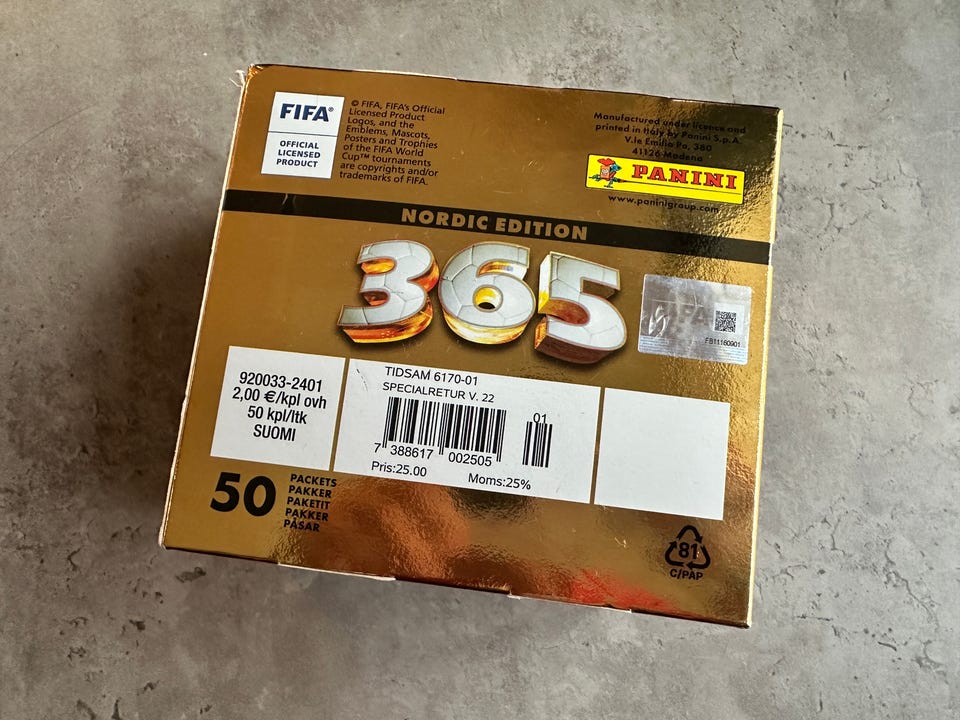 FIFA®
OFFICIAL
LICENSED
PRODUCT
© FIFA, FIFA's Official
Licensed Product
Logos, and the
Emblems, Mascots,
Posters and Trophies
of the FIFA World
Cup™ tournaments
are copyrights and/or
trademarks of FIFA.
Manufactured under licence and
printed in Italy by Panini S.p.A.
V.le Emilio Po, 380
41126 Modena
PANINI
www.paninigroup.com
NORDIC EDITION
365
FIFA
FB11160901
920033-2401
2,00 €/kpl ovh
50 kpl/ltk
SUOMI
TIDSAM 6170-01
SPECIALRETUR V. 22
01
7 388617 002505
Pris:25.00
Moms:25%
50
PACKETS
PAKKER
PAKETIT
PAKKER
PÅSAR
81
C/PAP